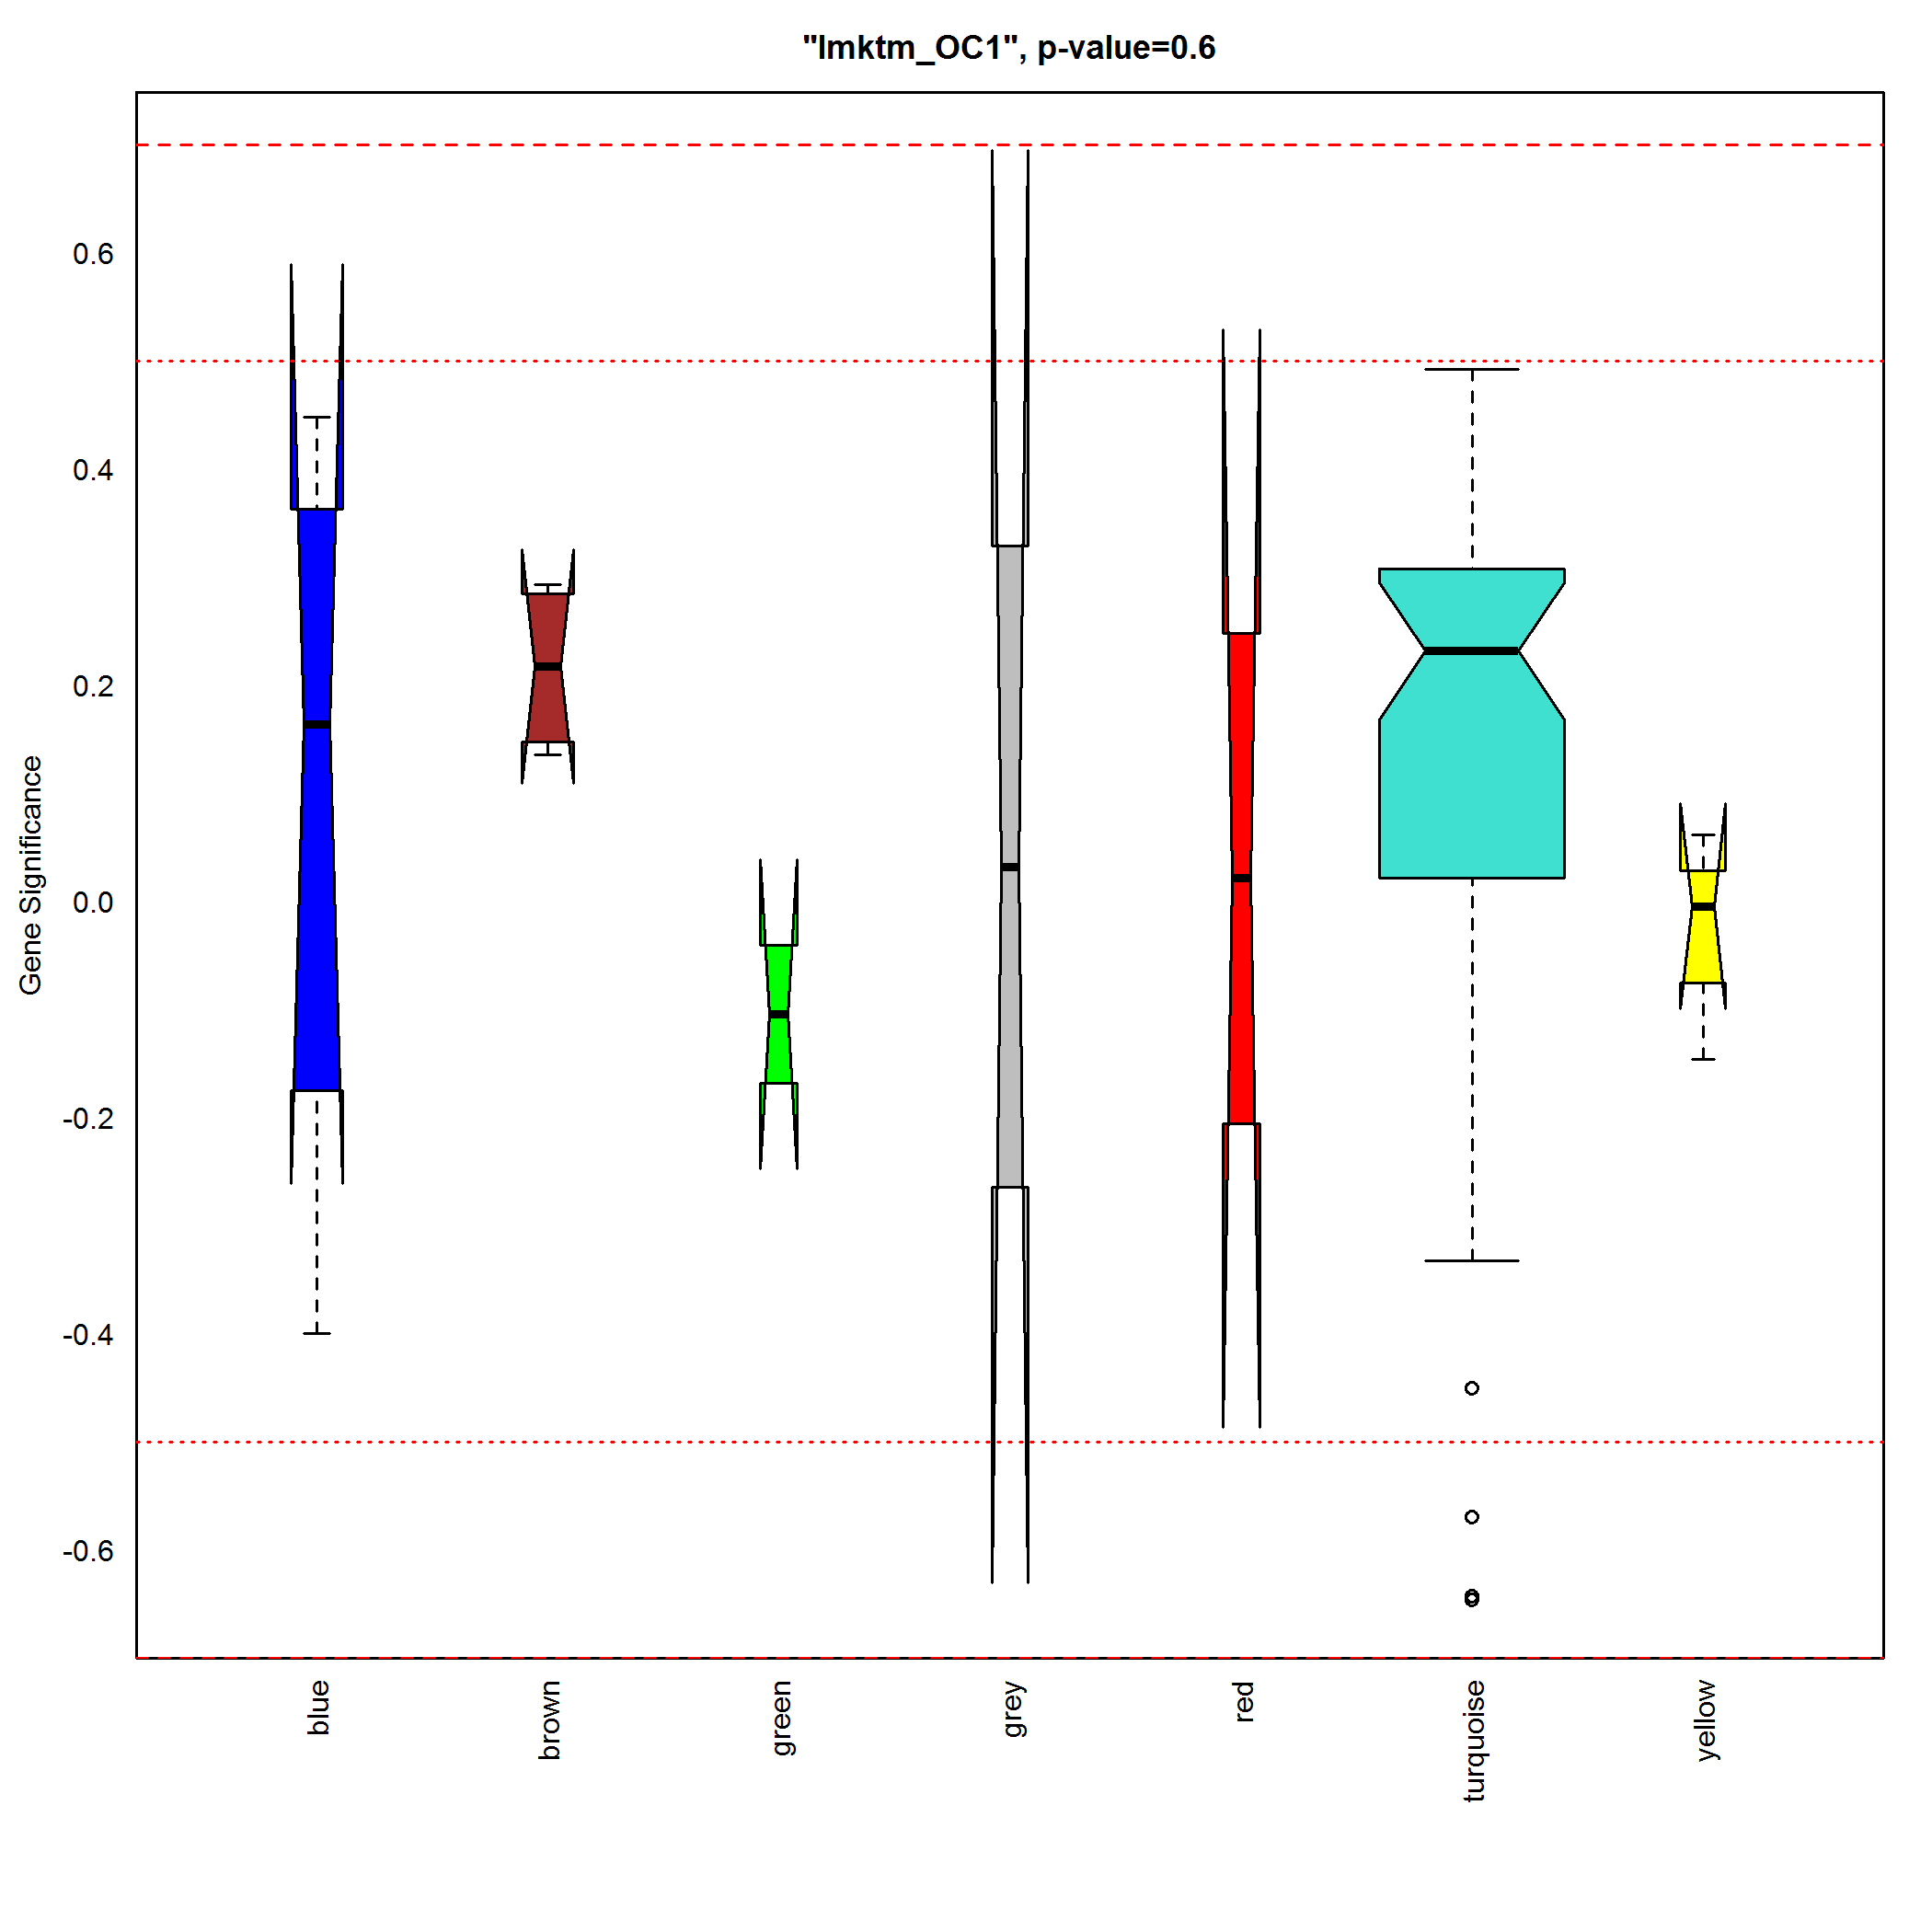 "lmktm_OC1", p-value=0.6
Gene Significance
0.6
0.4
0.2
0.0
-0.2
-0.4
-0.6
blue
brown
green
grey
red
turquoise
yellow